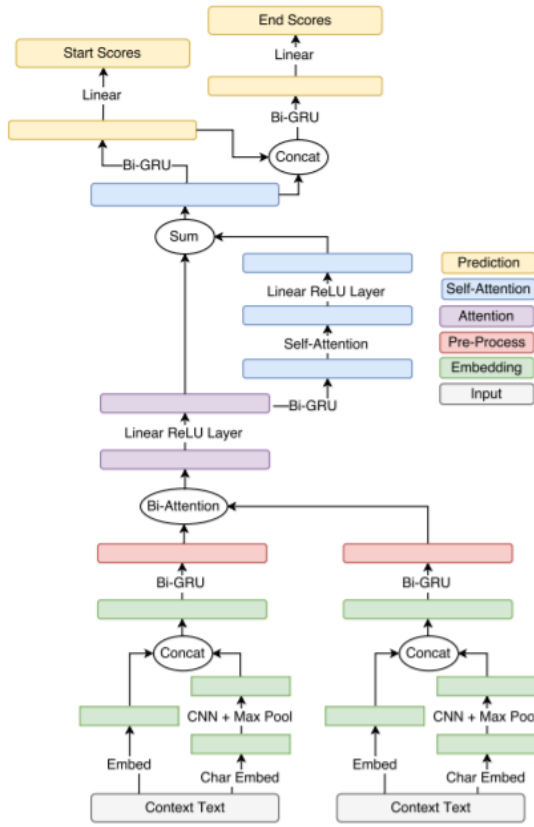 End Scores
Start Scores
Linear
Linear
Bi-GRU
Concat
Bi-GRU
Sum
Prediction
Linear ReLU Layer
Self-Attention
Attention
Self-Attention
Pre-Process
Embedding
Bi-GRU
Input
Linear ReLU Layer
Bi-Attention
Bi-GRU
Bi-GRU
Concat
Concat
CNN + Max Pool
CNN + Max Pool
Embed
Char Embed
Embed
Char Embed
Context Text
Context Text